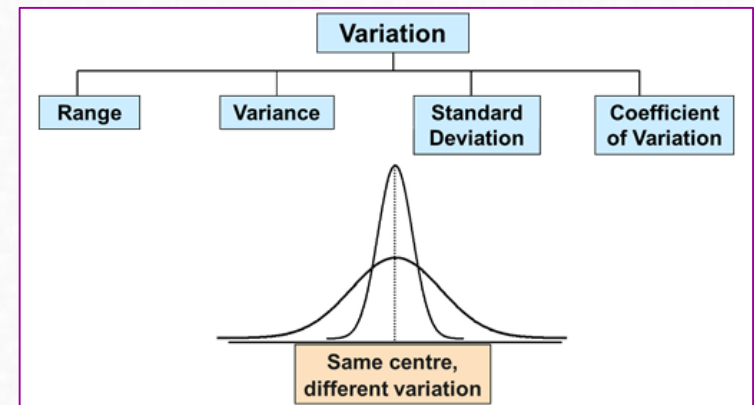 Variation
Range
Variance
Standard
Deviation
Coefficient
of Variation
Same centre,
different variation